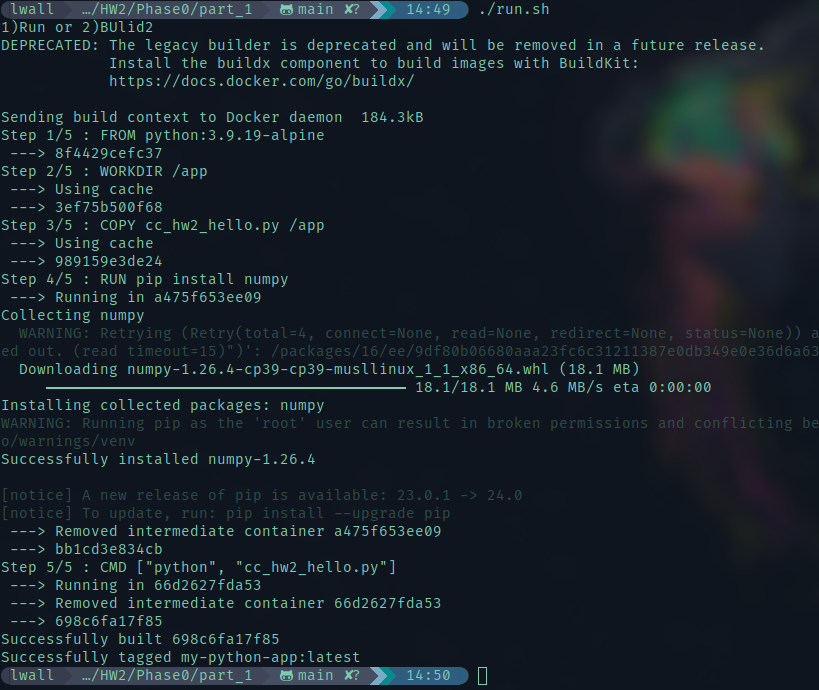 lwall …/HW2/Phase0/part_1 main ✘? 14:49 ./run.sh
1)Run or 2)BUlid2
DEPRECATED: The legacy builder is deprecated and will be removed in a future release.
Install the buildx component to build images with BuildKit:
https://docs.docker.com/go/buildx/
Sending build context to Docker daemon  184.3kB
Step 1/5 : FROM python:3.9.19-alpine
---> 8f4429cefc37
Step 2/5 : WORKDIR /app
---> Using cache
---> 3ef75b500f68
Step 3/5 : COPY cc_hw2_hello.py /app
---> Using cache
---> 989159e3de24
Step 4/5 : RUN pip install numpy
---> Running in a475f653ee09
Collecting numpy
WARNING: Retrying (Retry(total=4, connect=None, read=None, redirect=None, status=None)) a
ed out. (read timeout=15)")': /packages/16/ee/9df80b06680aaa23fc6c31211387e0db349e0e36d6a63
Downloading numpy-1.26.4-cp39-cp39-musllinux_1_1_x86_64.whl (18.1 MB)
18.1/18.1 MB 4.6 MB/s eta 0:00:00
Installing collected packages: numpy
WARNING: Running pip as the 'root' user can result in broken permissions and conflicting be
o/warnings/venv
Successfully installed numpy-1.26.4
[notice] A new release of pip is available: 23.0.1 -> 24.0
[notice] To update, run: pip install --upgrade pip
---> Removed intermediate container a475f653ee09
---> bb1cd3e834cb
Step 5/5 : CMD ["python", "cc_hw2_hello.py"]
---> Running in 66d2627fda53
---> Removed intermediate container 66d2627fda53
---> 698c6fa17f85
Successfully built 698c6fa17f85
Successfully tagged my-python-app:latest
lwall …/HW2/Phase0/part_1 main ✘? 14:50